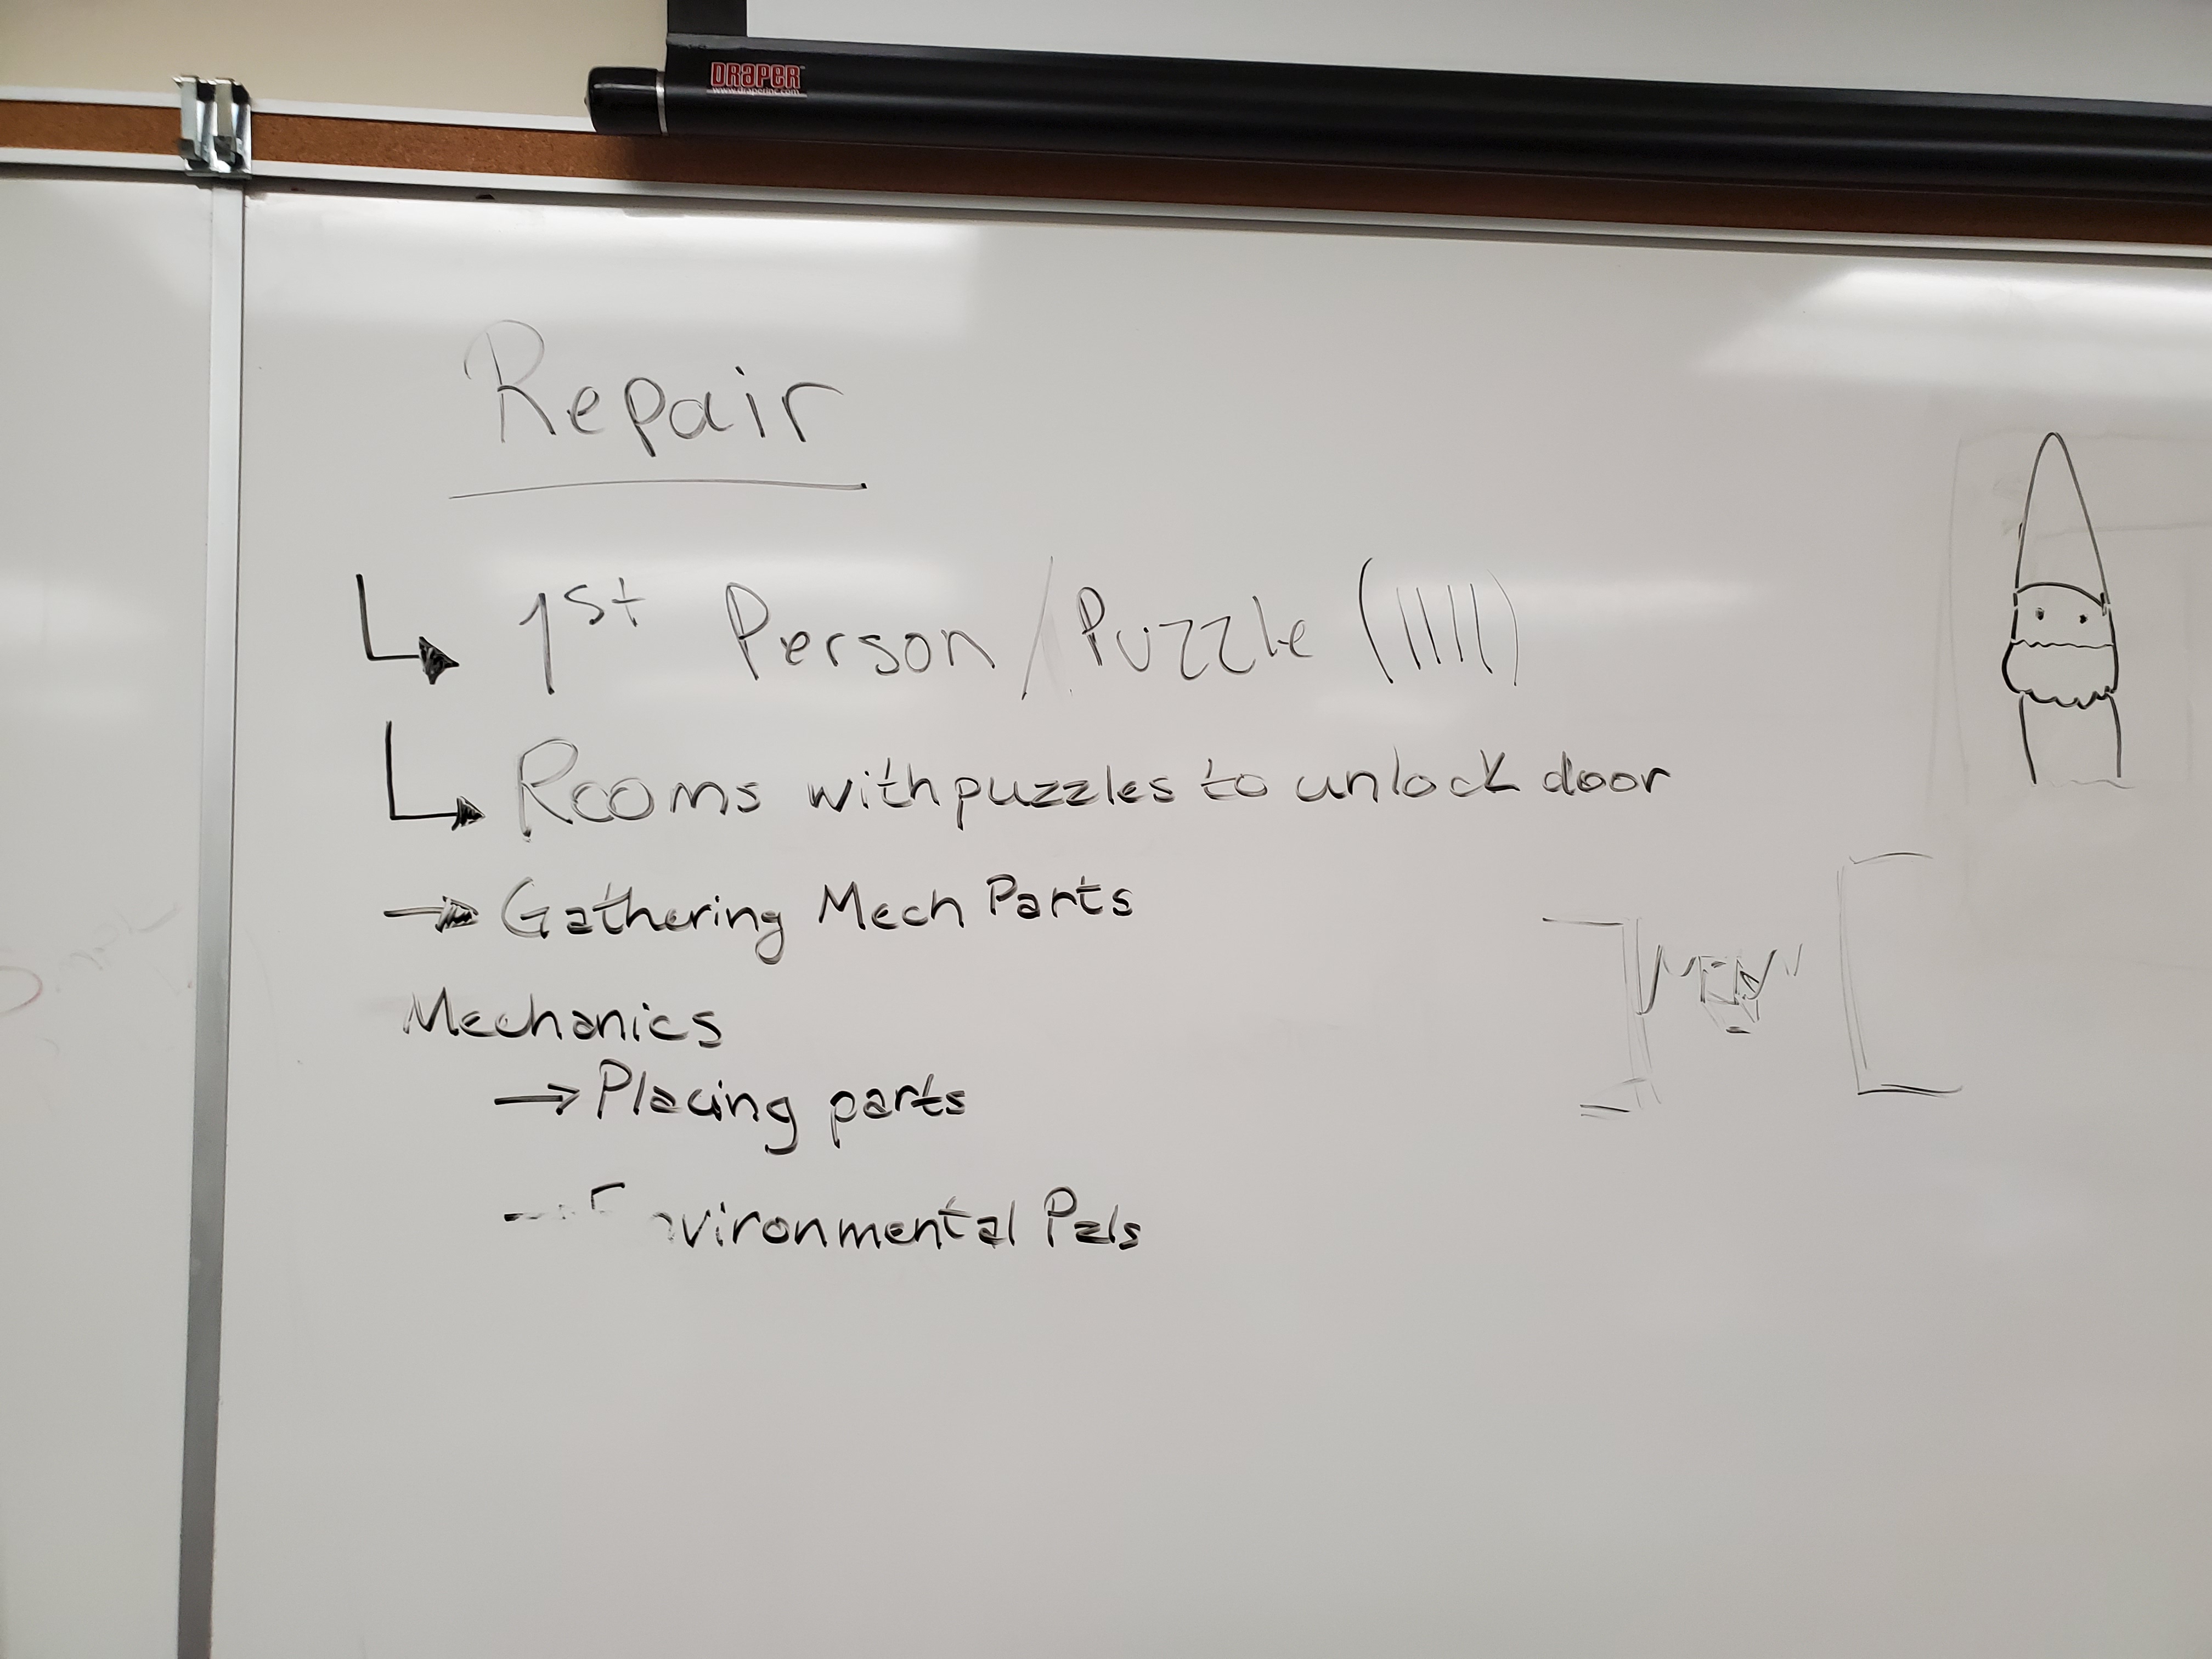 DRAPER
www.draperinc.com
Repair
1st Person/Puzzle (|||||)
Rooms with puzzles to unlock door
Gathering Mech Parts
Mechanics
→ Placing parts
Environmental Pzls